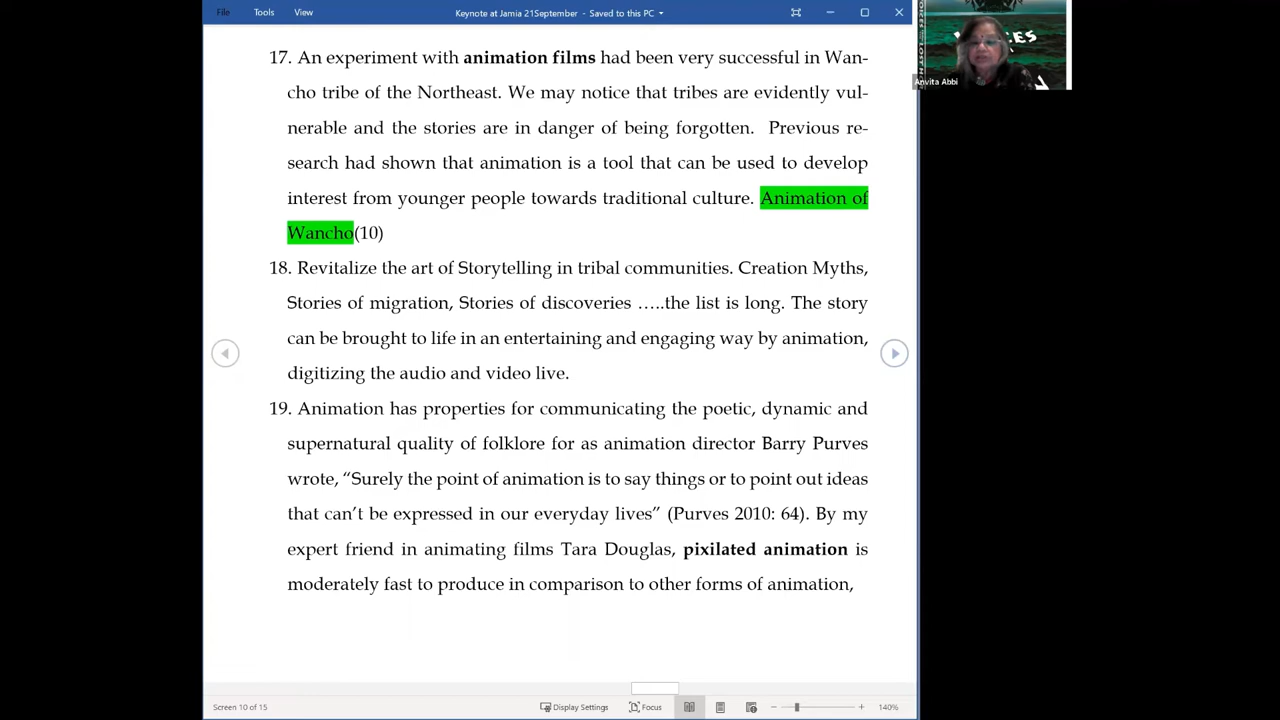 File Tools View Keynote at Jamia 21September - Saved to this PC
17. An experiment with animation films had been very successful in Wan-
cho tribe of the Northeast. We may notice that tribes are evidently vul-
nerable and the stories are in danger of being forgotten. Previous re-
search had shown that animation is a tool that can be used to develop
interest from younger people towards traditional culture. Animation of
Wancho(10)
18. Revitalize the art of Storytelling in tribal communities. Creation Myths,
Stories of migration, Stories of discoveries …..the list is long. The story
can be brought to life in an entertaining and engaging way by animation,
digitizing the audio and video live.
19. Animation has properties for communicating the poetic, dynamic and
supernatural quality of folklore for as animation director Barry Purves
wrote, “Surely the point of animation is to say things or to point out ideas
that can’t be expressed in our everyday lives” (Purves 2010: 64). By my
expert friend in animating films Tara Douglas, pixilated animation is
moderately fast to produce in comparison to other forms of animation,
Screen 10 of 15 Display Settings Focus 140%
Anvita Abbi